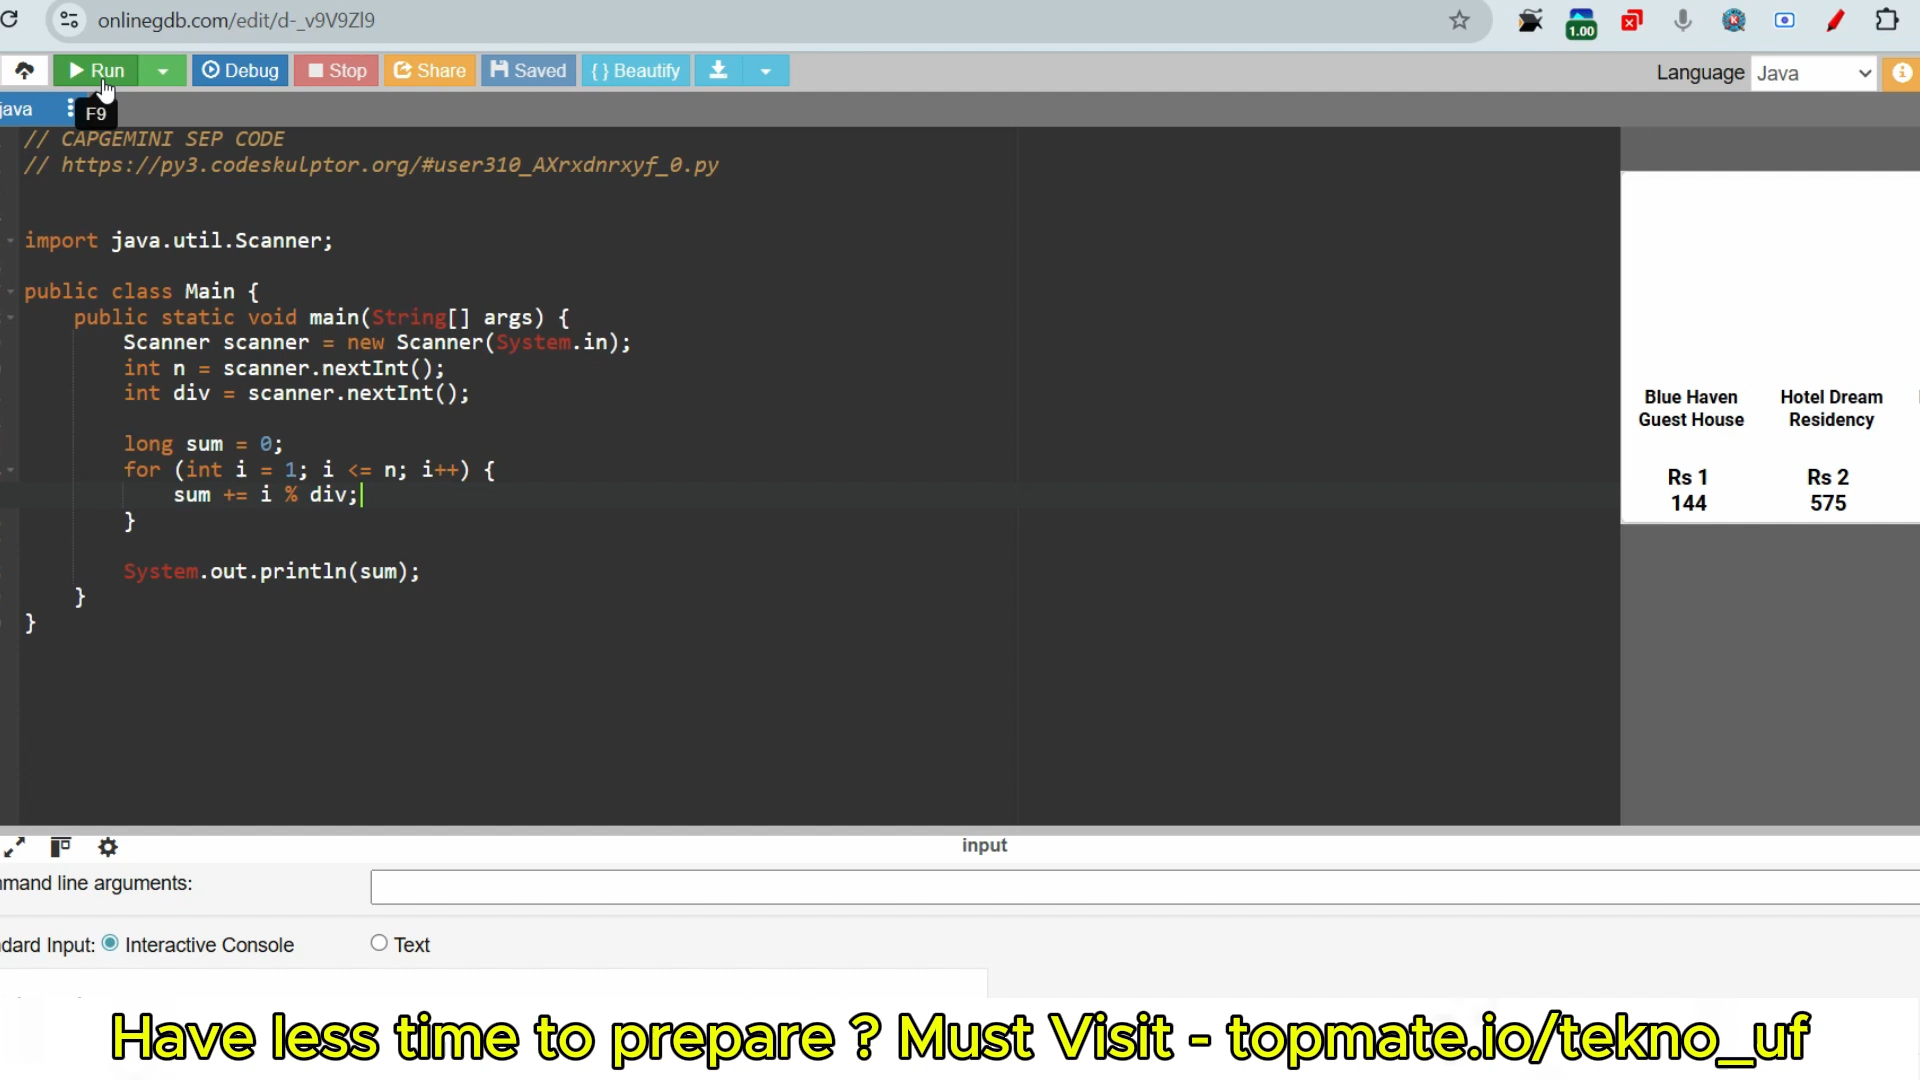 onlinegdb.com/edit/d-_v9V9Zl9
1.00
Run
Debug
Stop
Share
Saved
{ } Beautify
Language Java
java
F9
// CAPGEMINI SEP CODE
// https://py3.codeskulptor.org/#user310_AXrxdnrxyf_0.py
import java.util.Scanner;
public class Main {
public static void main(String[] args) {
Scanner scanner = new Scanner(System.in);
int n = scanner.nextInt();
int div = scanner.nextInt();
long sum = 0;
for (int i = 1; i <= n; i++) {
sum += i % div;
}
System.out.println(sum);
}
}
Blue Haven Guest House
Rs 1
144
Hotel Dream Residency
Rs 2
575
input
mmand line arguments:
dard Input: Interactive Console Text
Have less time to prepare ? Must Visit - topmate.io/tekno_uf